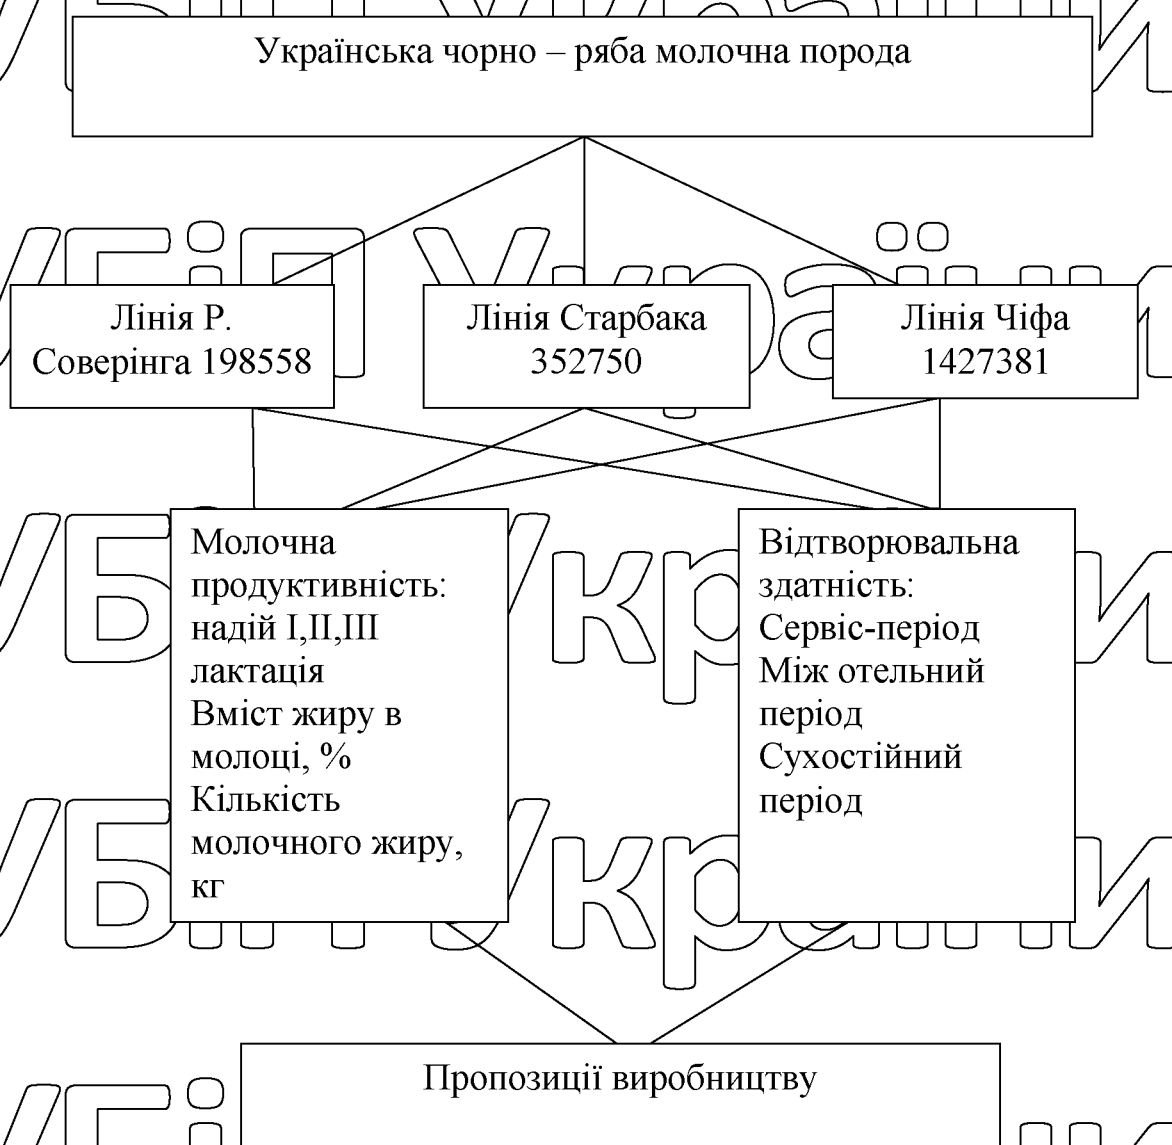 Українська чорно – ряба молочна порода
Лінія Р.
Соверінга 198558
Лінія Старбака
352750
Лінія Чіфа
1427381
Молочна
продуктивність:
надій I,II,III
лактація
Вміст жиру в
молоці, %
Кількість
молочного жиру,
кг
Відтворювальна
здатність:
Сервіс-період
Між отельний
період
Сухостійний
період
Пропозиції виробництву